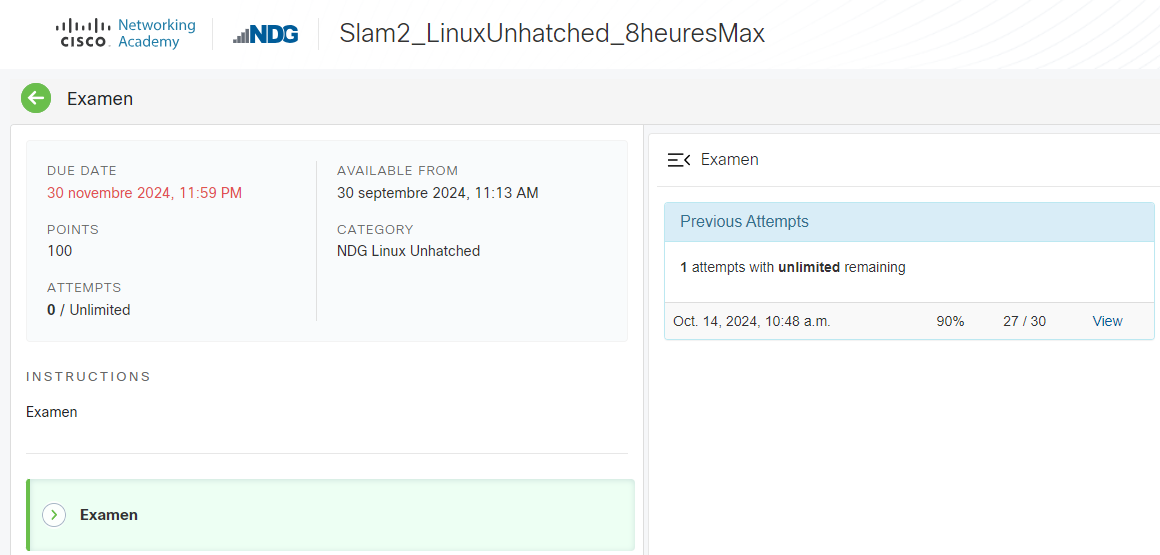 Networking
Academy
CISCO
NDG
Slam2_LinuxUnhatched_8heuresMax
Examen
DUE DATE
30 novembre 2024, 11:59 PM
AVAILABLE FROM
30 septembre 2024, 11:13 AM
POINTS
100
CATEGORY
NDG Linux Unhatched
ATTEMPTS
0 / Unlimited
INSTRUCTIONS
Examen
Examen
Examen
Previous Attempts
1 attempts with unlimited remaining
Oct. 14, 2024, 10:48 a.m. 90% 27 / 30 View